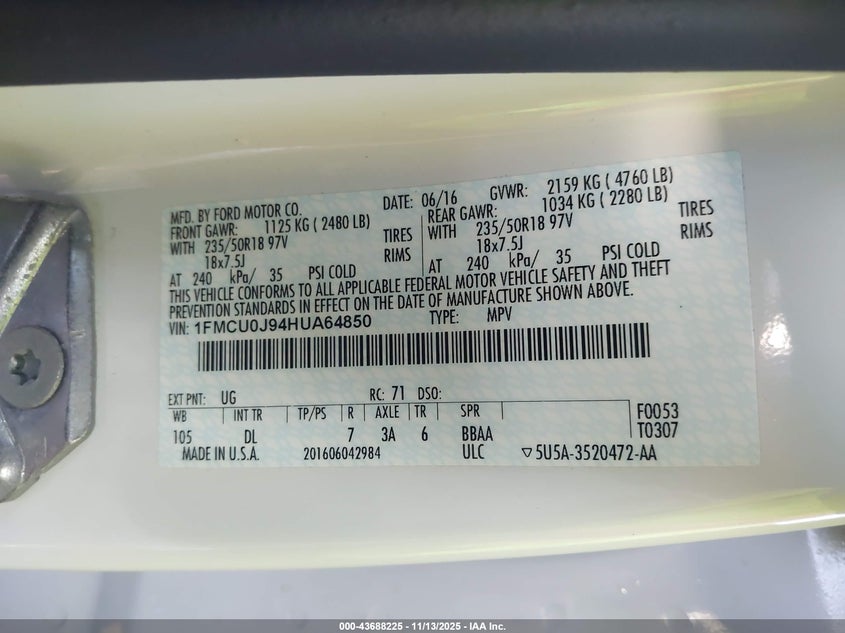 MFD. BY FORD MOTOR CO.
DATE: 06/16 GVWR: 2159 KG ( 4760 LB)
FRONT GAWR: 1125 KG ( 2480 LB)
WITH 235/50R18 97V TIRES
18x7.5J RIMS
AT 240 kPa/ 35 PSI COLD
REAR GAWR: 1034 KG ( 2280 LB)
WITH 235/50R18 97V TIRES
18x7.5J RIMS
AT 240 kPa/ 35 PSI COLD
THIS VEHICLE CONFORMS TO ALL APPLICABLE FEDERAL MOTOR VEHICLE SAFETY AND THEFT
PREVENTION STANDARDS IN EFFECT ON THE DATE OF MANUFACTURE SHOWN ABOVE.
VIN: 1FMCU0J94HUA64850 TYPE: MPV
EXT PNT: UG RC: 71 DSO:
WB INT TR TP/PS R AXLE TR SPR F0053
105 DL 7 3A 6 BBAA T0307
MADE IN U.S.A. 201606042984 ULC ▽5U5A-3520472-AA
000-43688225 - 11/13/2025 - IAA Inc.